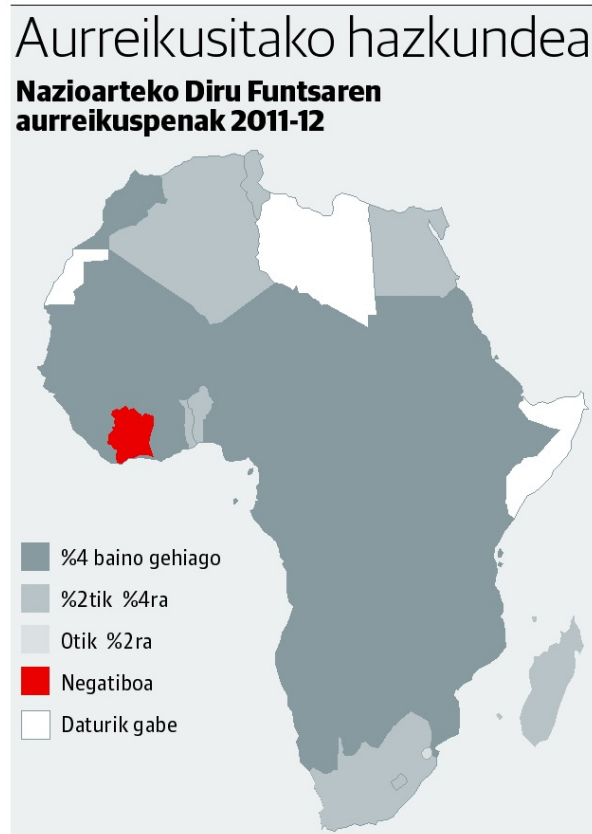 Aurreikusitako hazkundea
Nazioarteko Diru Funtsaren
aurreikuspenak 2011-12
%4 baino gehiago
%2tik %4ra
0tik %2ra
Negatiboa
Daturik gabe